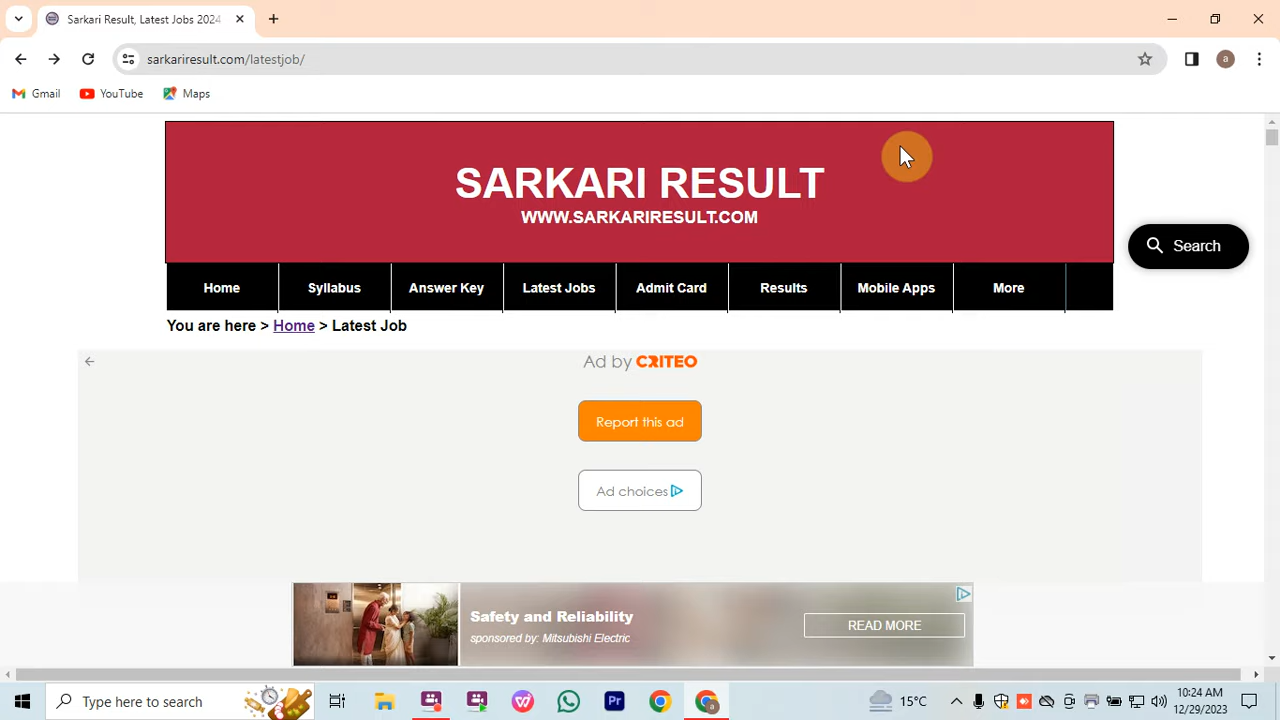 Sarkari Result, Latest Jobs 2024
sarkariresult.com/latestjob/
a
Gmail
YouTube
Maps
SARKARI RESULT
WWW.SARKARIRESULT.COM
Search
Home
Syllabus
Answer Key
Latest Jobs
Admit Card
Results
Mobile Apps
More
You are here > Home > Latest Job
Ad by CRITEO
Report this ad
Ad choices
Safety and Reliability
sponsored by: Mitsubishi Electric
READ MORE
Type here to search
Pr
15°C
10:24 AM
12/29/2023